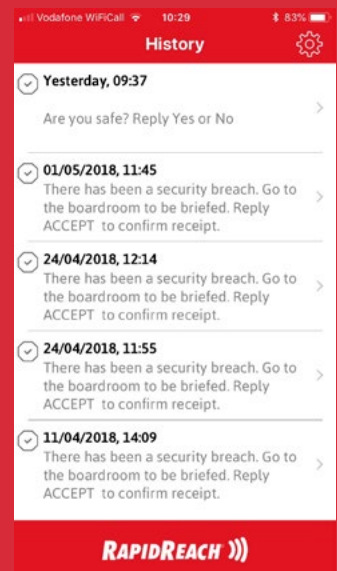 Vodafone WiFiCall 10:29 83%
History
Yesterday, 09:37
Are you safe? Reply Yes or No
01/05/2018, 11:45
There has been a security breach. Go to
the boardroom to be briefed. Reply
ACCEPT to confirm receipt.
24/04/2018, 12:14
There has been a security breach. Go to
the boardroom to be briefed. Reply
ACCEPT to confirm receipt.
24/04/2018, 11:55
There has been a security breach. Go to
the boardroom to be briefed. Reply
ACCEPT to confirm receipt.
11/04/2018, 14:09
There has been a security breach. Go to
the boardroom to be briefed. Reply
ACCEPT to confirm receipt.
RAPIDREACH